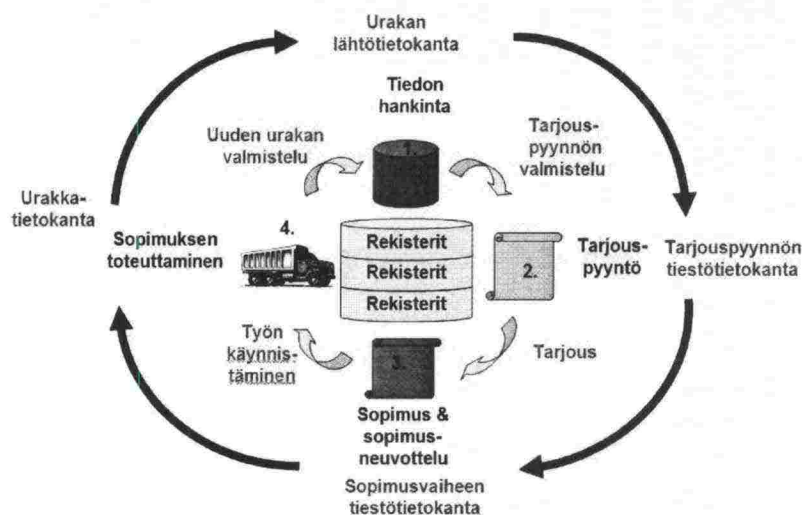 Urakan
lähtötietokanta
Tiedon
hankinta
Uuden urakan
valmistelu
1.
Tarjous-
pyynnön
valmistelu
Urakka-
tietokanta
4.
Sopimuksen
toteuttaminen
Rekisterit
Rekisterit
Rekisterit
2.
Tarjous-
pyyntö
Tarjouspyynnön
tiestötietokanta
Työn
käynnis-
täminen
3.
Tarjous
Sopimus &
sopimus-
neuvottelu
Sopimusvaiheen
tiestötietokanta